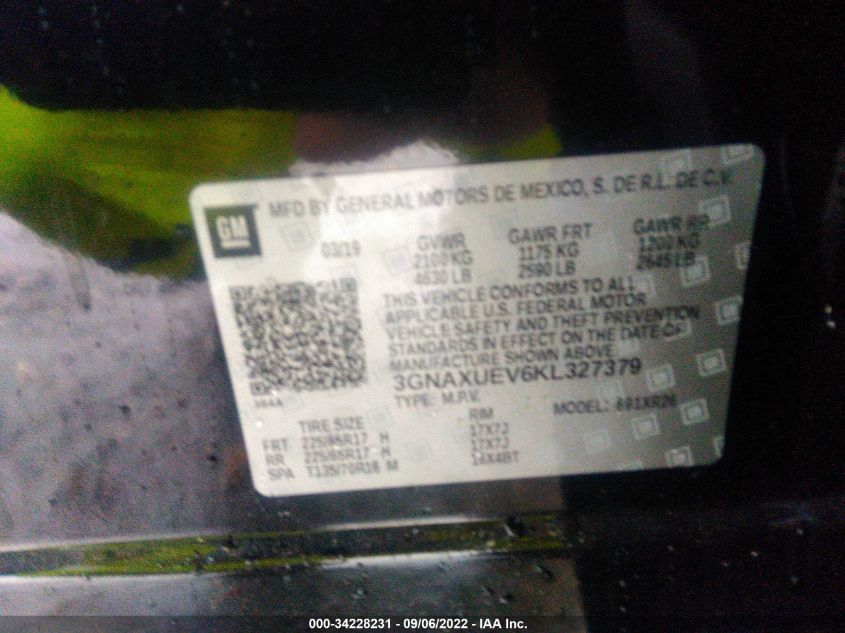 MFD BY GENERAL MOTORS DE MEXICO, S. DE R.L. DE C.V.
GM
03/19
GVWR GAWR FRT GAWR RR
2100 KG 1175 KG 1200 KG
4630 LB 2590 LB 2645 LB
THIS VEHICLE CONFORMS TO ALL
APPLICABLE U.S. FEDERAL MOTOR
VEHICLE SAFETY AND THEFT PREVENTION
STANDARDS IN EFFECT ON THE DATE OF
MANUFACTURE SHOWN ABOVE.
3GNAXUEV6KL327379
TYPE: M.P.V. MODEL:
TIRE SIZE RIM
FRT 225/65R17 H 17X7J
RR 225/65R17 H 17X7J
SPA T135/70R16 M 16X4BT
000-34228231 - 09/06/2022 - IAA Inc.